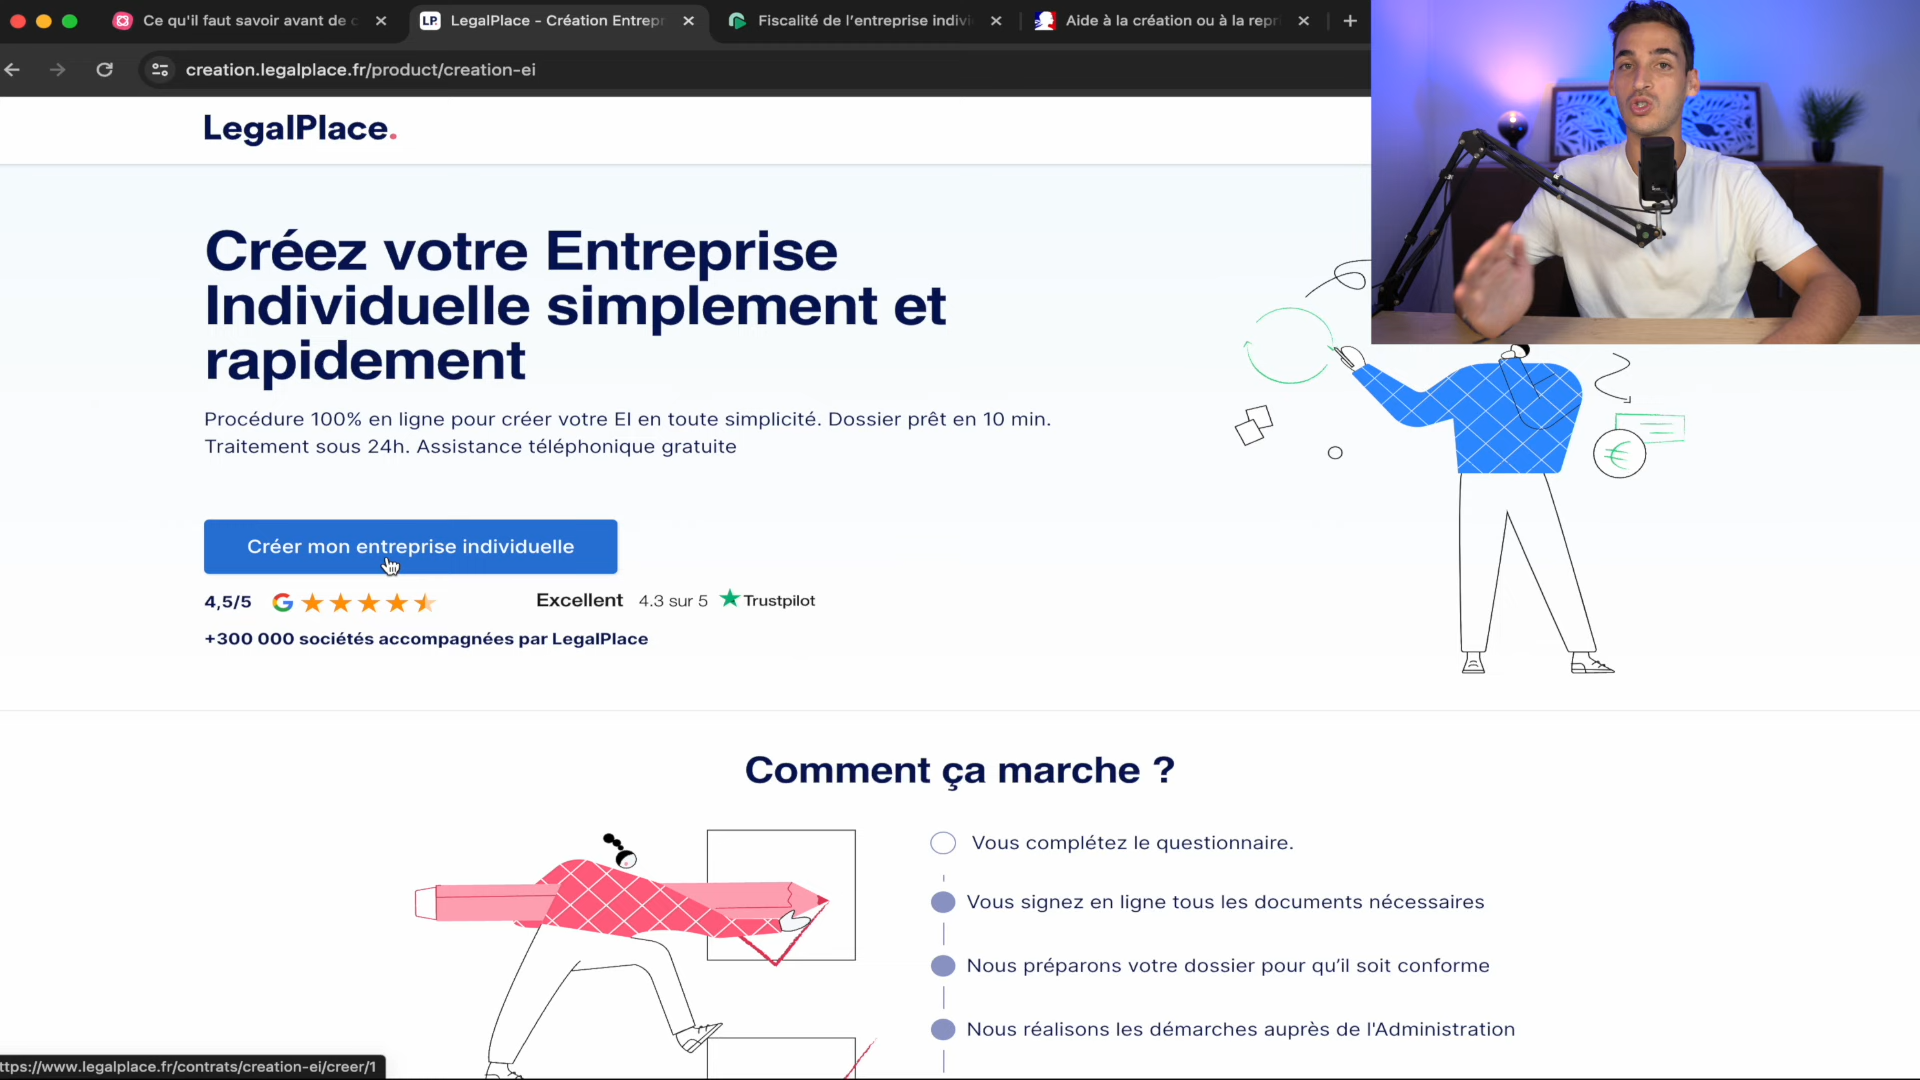 Ce qu'il faut savoir avant de c
LP. LegalPlace - Création Entrepr
Fiscalité de l'entreprise indivi
Aide à la création ou à la repri
creation.legalplace.fr/product/creation-ei
LegalPlace.
Créez votre Entreprise
Individuelle simplement et
rapidement
Procédure 100% en ligne pour créer votre EI en toute simplicité. Dossier prêt en 10 min.
Traitement sous 24h. Assistance téléphonique gratuite
Créer mon entreprise individuelle
4,5/5 G
Excellent 4.3 sur 5 Trustpilot
+300 000 sociétés accompagnées par LegalPlace
€
Comment ça marche ?
Vous complétez le questionnaire.
Vous signez en ligne tous les documents nécessaires
Nous préparons votre dossier pour qu'il soit conforme
Nous réalisons les démarches auprès de l'Administration
ttps://www.legalplace.fr/contrats/creation-ei/creer/1